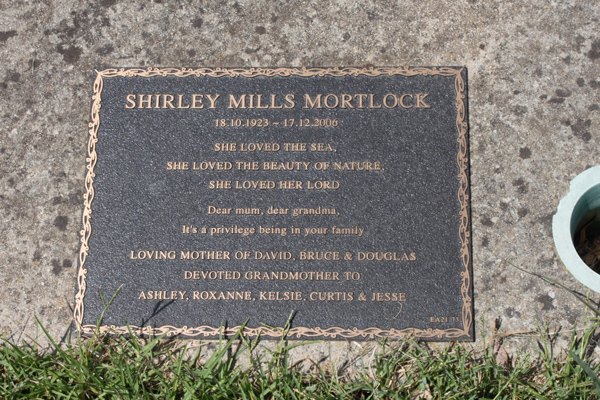 SHIRLEY MILLS MORTLOCK
18.10.1923 ~ 17.12.2006
SHE LOVED THE SEA,
SHE LOVED THE BEAUTY OF NATURE,
SHE LOVED HER LORD
Dear mum, dear grandma,
It's a privilege being in your family
LOVING MOTHER OF DAVID, BRUCE & DOUGLAS
DEVOTED GRANDMOTHER TO
ASHLEY, ROXANNE, KELSIE, CURTIS & JESSE